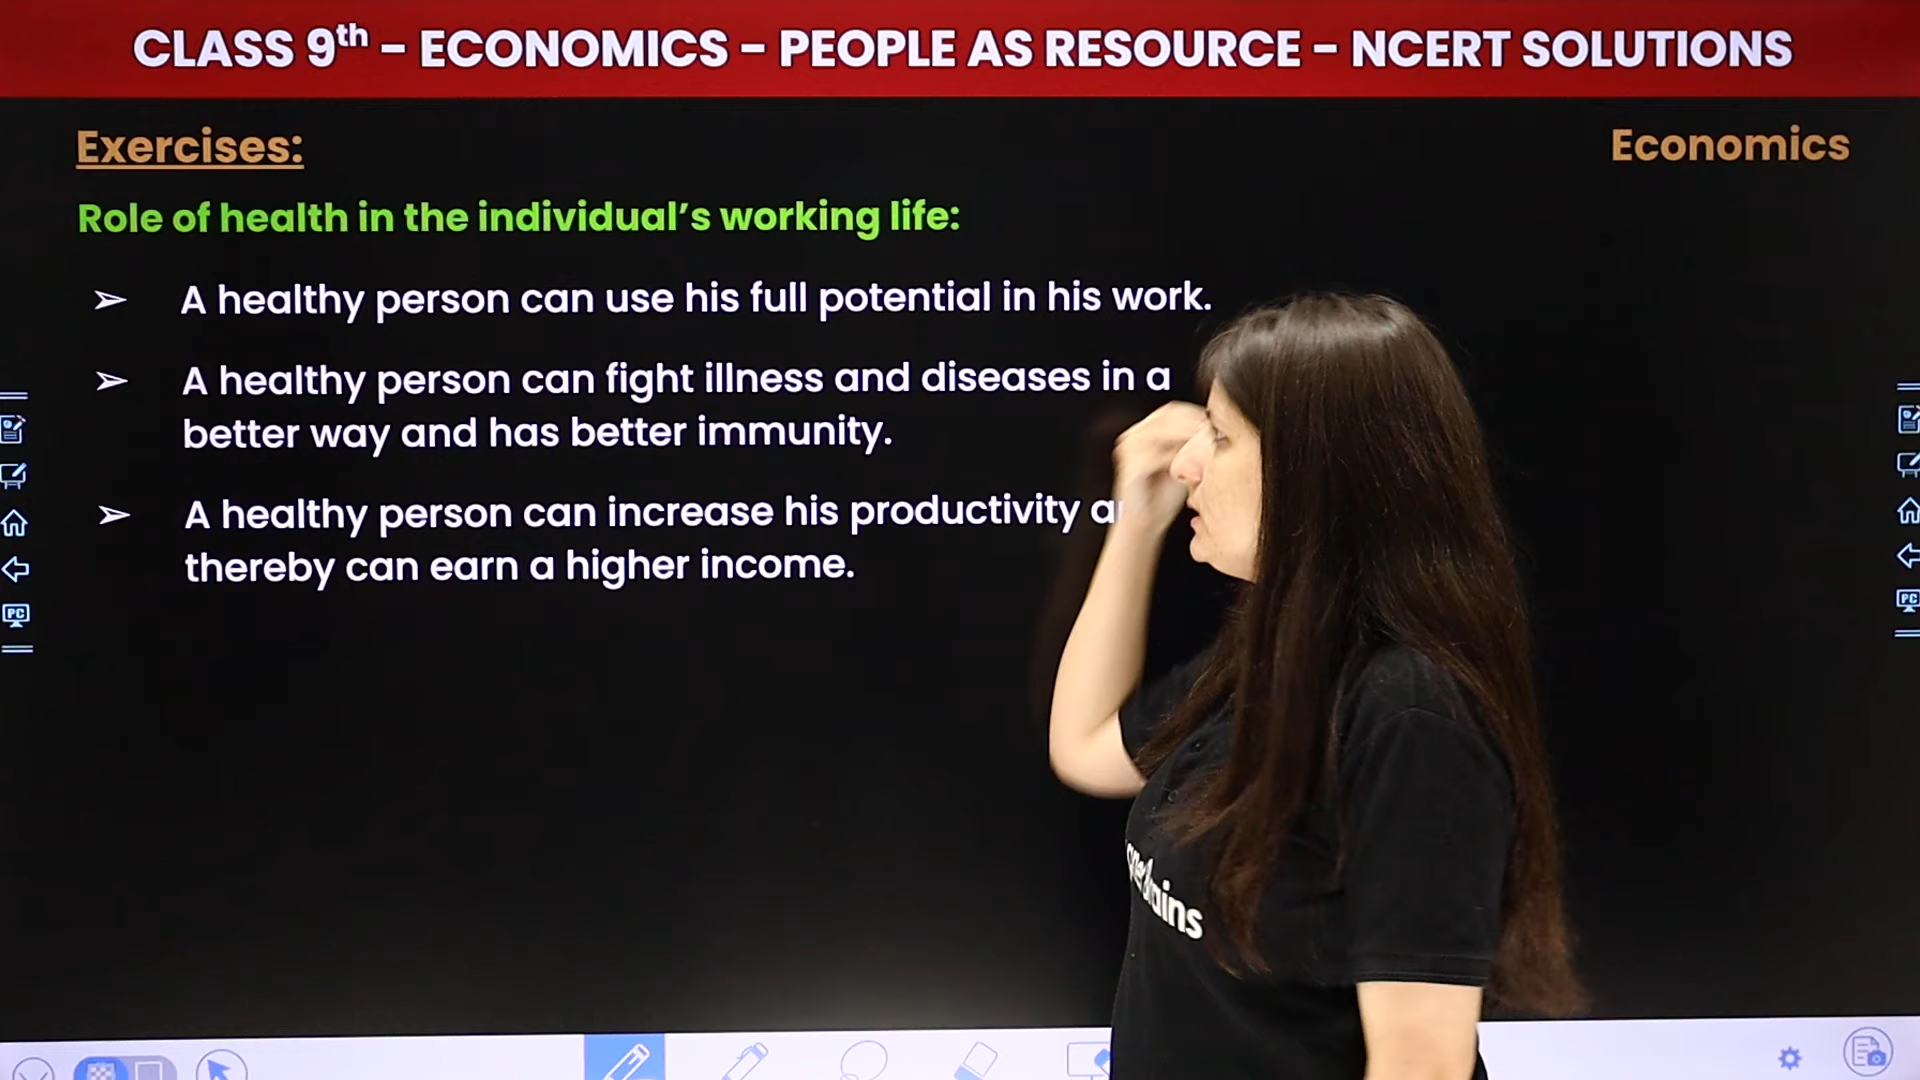 CLASS 9th – ECONOMICS – PEOPLE AS RESOURCE – NCERT SOLUTIONS
Exercises:
Economics
Role of health in the individual's working life:
➢ A healthy person can use his full potential in his work.
➢ A healthy person can fight illness and diseases in a
better way and has better immunity.
➢ A healthy person can increase his productivity
thereby can earn a higher income.
PC
PC